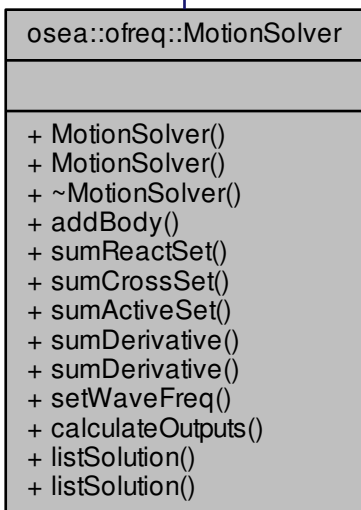 osea::ofreq::MotionSolver
+ MotionSolver()
+ MotionSolver()
+ ~MotionSolver()
+ addBody()
+ sumReactSet()
+ sumCrossSet()
+ sumActiveSet()
+ sumDerivative()
+ sumDerivative()
+ setWaveFreq()
+ calculateOutputs()
+ listSolution()
+ listSolution()